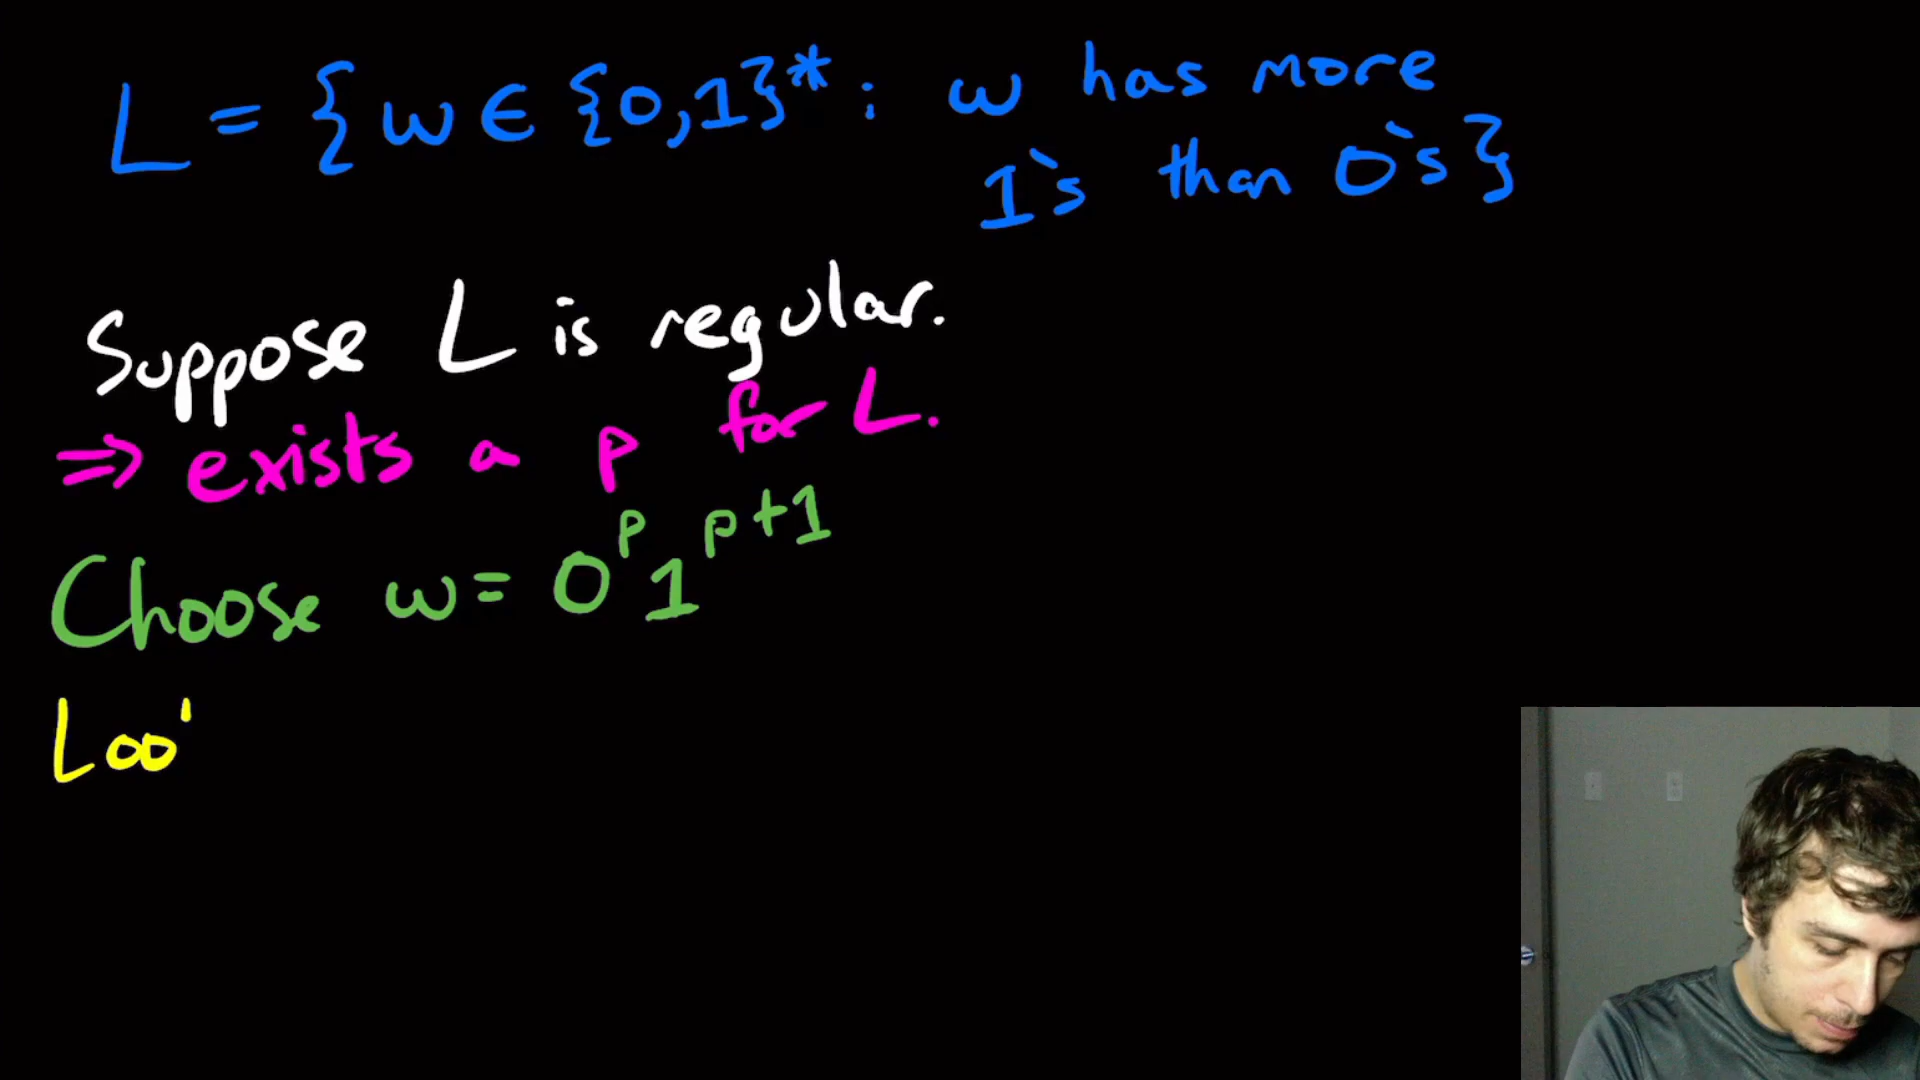 L = {w ∈ {0,1}* : w has more
1's than 0's}
Suppose L is regular.
⇒ exists a p for L.
Choose w = 0^p 1^{p+1}
Loo